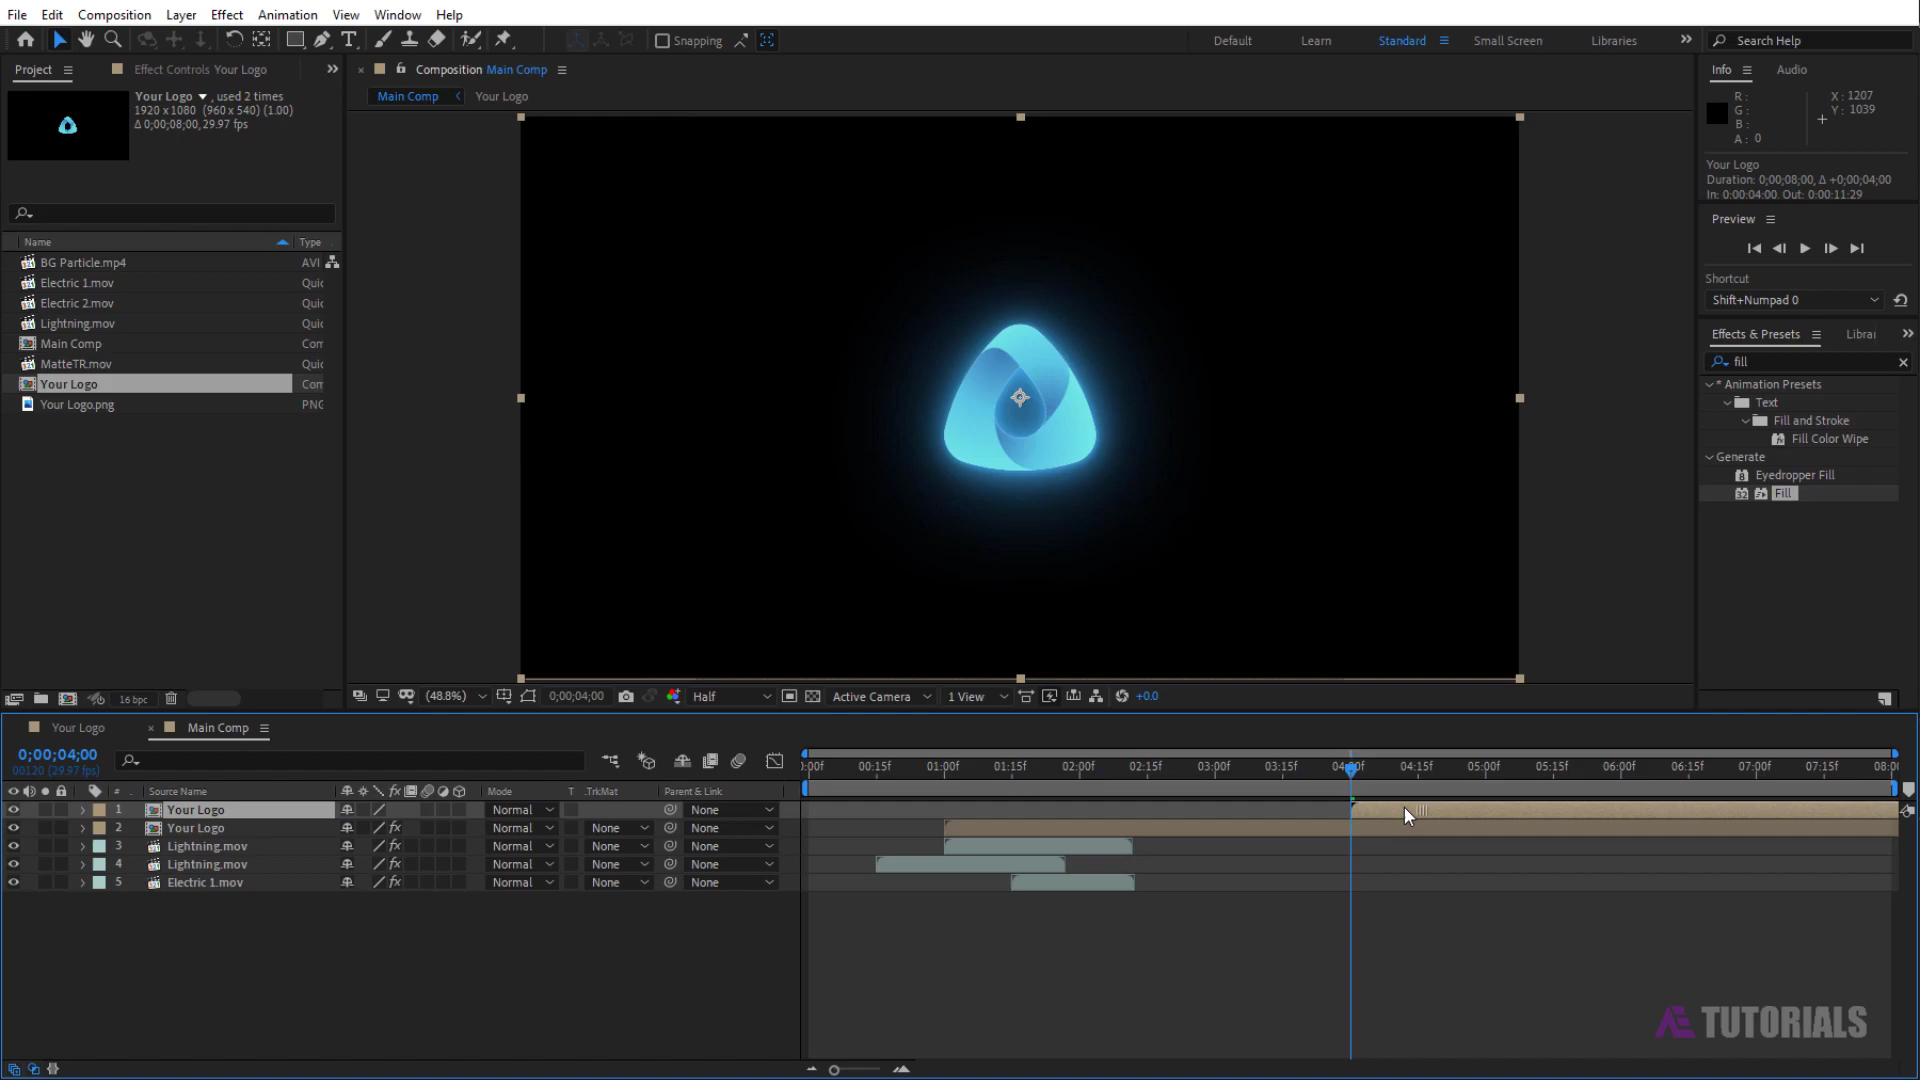 File Edit Composition Layer Effect Animation View Window Help
Snapping Default Learn Standard Small Screen Libraries Search Help
Project Effect Controls Your Logo
Composition Main Comp
Info Audio
Your Logo , used 2 times
1920 x 1080 (960 x 540) (1.00)
Δ 0;00;08;00, 29.97 fps
Main Comp Your Logo
R : X : 1207
G : Y : 1039
B :
A : 0
Your Logo
Duration: 0;00;08;00, Δ +0;00;04;00
In: 0:00:04:00, Out: 0:00:11:29
Preview
Shortcut
Shift+Numpad 0
Name Type
BG Particle.mp4 AVI
Electric 1.mov Quic
Electric 2.mov Quic
Lightning.mov Quic
Main Comp Com
MatteTR.mov Quic
Your Logo Com
Your Logo.png PNG
Effects & Presets Librar
fill
* Animation Presets
Text
Fill and Stroke
Fill Color Wipe
Generate
Eyedropper Fill
Fill
16 bpc
(48.8%) 0;00;04;00 Half Active Camera 1 View +0.0
Your Logo Main Comp
0;00;04;00
00120 (29.97 fps)
# Source Name Mode T .TrkMat Parent & Link
:00f 00:15f 01:00f 01:15f 02:00f 02:15f 03:00f 03:15f 04:00f 04:15f 05:00f 05:15f 06:00f 06:15f 07:00f 07:15f 08:0
1 Your Logo Normal None
2 Your Logo Normal None None
3 Lightning.mov Normal None None
4 Lightning.mov Normal None None
5 Electric 1.mov Normal None None
AE TUTORIALS